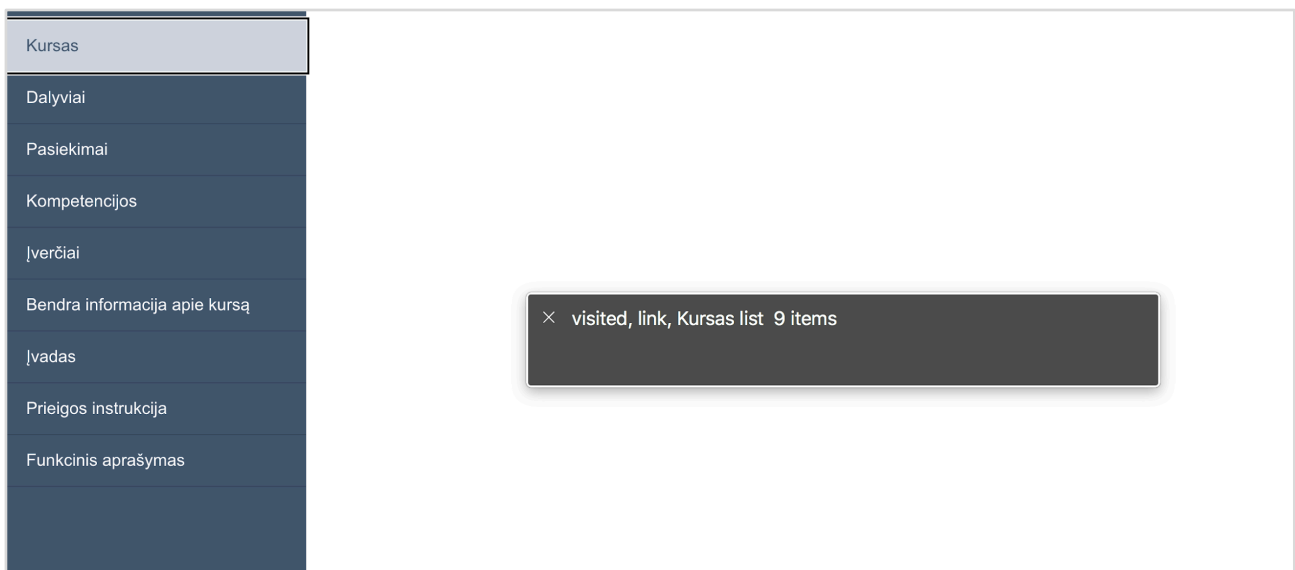 Kursas
Dalyviai
Pasiekimai
Kompetencijos
Įverčiai
Bendra informacija apie kursą
Įvadas
Prieigos instrukcija
Funkcinis aprašymas
visited, link, Kursas list 9 items